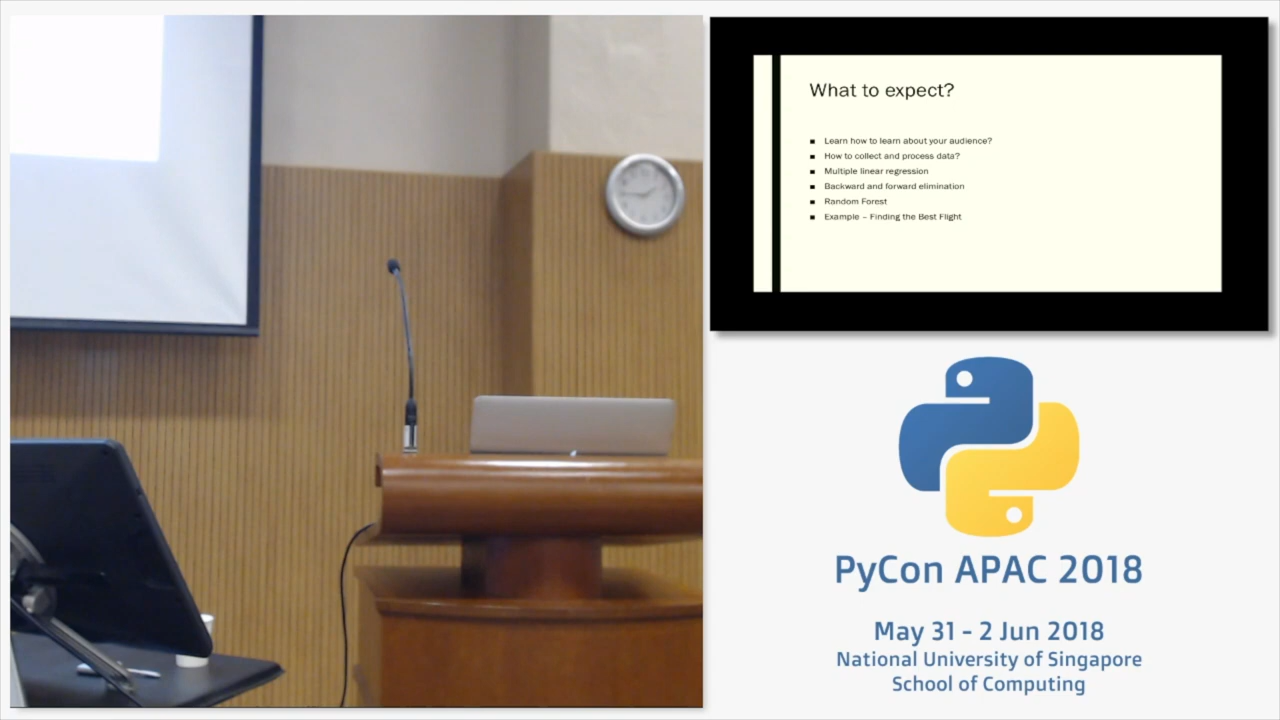 What to expect?
Learn how to learn about your audience?
How to collect and process data?
Multiple linear regression
Backward and forward elimination
Random Forest
Example – Finding the Best Flight
PyCon APAC 2018
May 31 - 2 Jun 2018
National University of Singapore
School of Computing